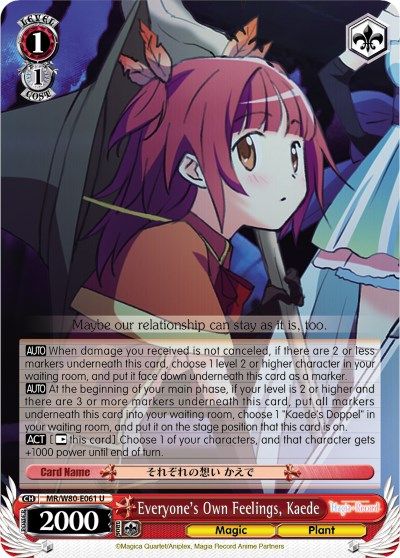 LEVEL
1
1
COST
Maybe our relationship can stay as it is, too.
AUTO When damage you received is not canceled, if there are 2 or less
markers underneath this card, choose 1 level 2 or higher character in your
waiting room, and put it face down underneath this card as a marker.
AUTO At the beginning of your main phase, if your level is 2 or higher and
there are 3 or more markers underneath this card, put all markers
underneath this card into your waiting room, choose 1 "Kaede's Doppel" in
your waiting room, and put it on the stage position that this card is on.
ACT [ this card] Choose 1 of your characters, and that character gets
+1000 power until end of turn.
Card Name
それぞれの想い かえで
CH MR/W80-E061 U
POWER 2000
Everyone's Own Feelings, Kaede
Magia Record
Magic
Plant
©Magica Quartet/Aniplex, Magia Record Anime Partners